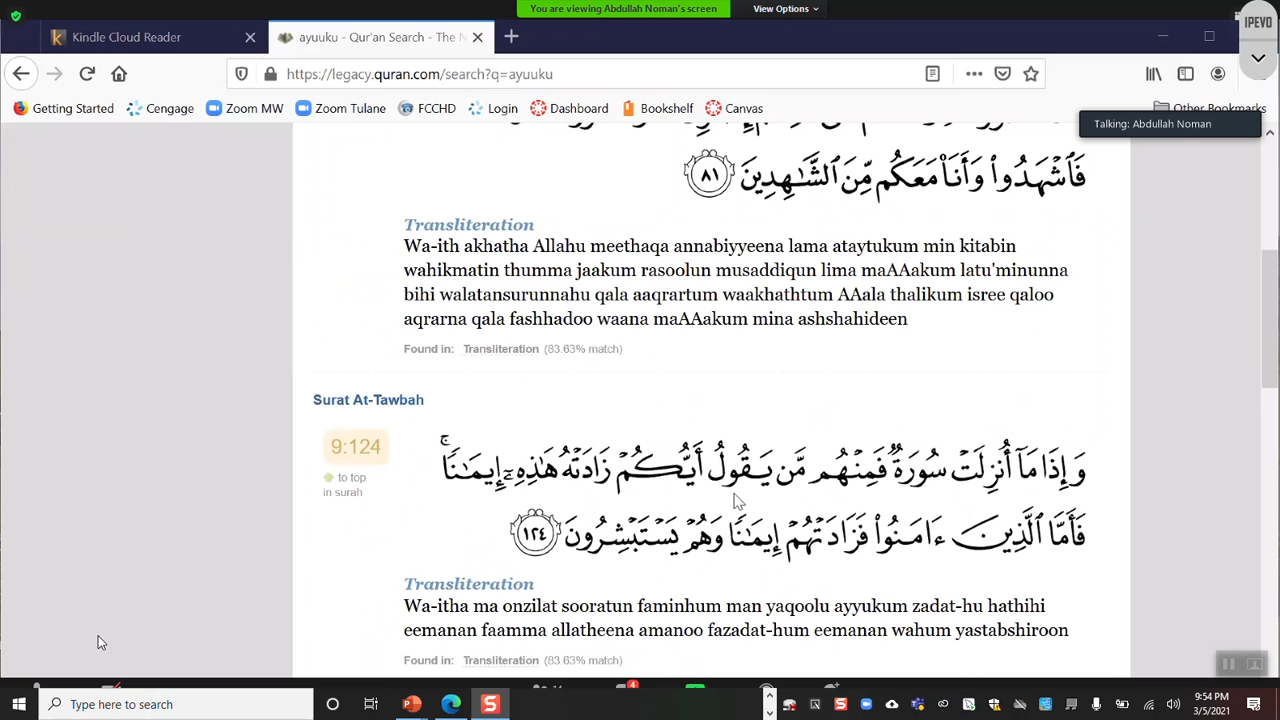 You are viewing Abdullah Noman's screen
View Options
IPEVO
Kindle Cloud Reader
ayuuku - Qur'an Search - The N
https://legacy.quran.com/search?q=ayuuku
Getting Started
Cengage
Zoom MW
Zoom Tulane
FCCHD
Login
Dashboard
Bookshelf
Canvas
Other Bookmarks
Talking: Abdullah Noman
فَٱشْهَدُوا۟ وَأَنَا۠ مَعَكُم مِّنَ ٱلشَّـٰهِدِينَ ٨١
Transliteration
Wa-ith akhatha Allahu meethaqa annabiyyeena lama ataytukum min kitabin
wahikmatin thumma jaakum rasoolun musaddiqun lima maAAakum latu'minunna
bihi walatansurunnahu qala aaqrartum waakhathtum AAala thalikum isree qaloo
aqrarna qala fashhadoo waana maAAakum mina ashshahideen
Found in: Transliteration (83.63% match)
Surat At-Tawbah
9:124
to top
in surah
وَإِذَا مَآ أُنزِلَتْ سُورَةٌ فَمِنْهُم مَّن يَقُولُ أَيُّكُمْ زَادَتْهُ هَـٰذِهِۦٓ إِيمَـٰنًا ۚ
فَأَمَّا ٱلَّذِينَ ءَامَنُوا۟ فَزَادَتْهُمْ إِيمَـٰنًا وَهُمْ يَسْتَبْشِرُونَ ١٢٤
Transliteration
Wa-itha ma onzilat sooratun faminhum man yaqoolu ayyukum zadat-hu hathihi
eemanan faamma allatheena amanoo fazadat-hum eemanan wahum yastabshiroon
Found in: Transliteration (83.63% match)
Type here to search
9:54 PM
3/5/2021